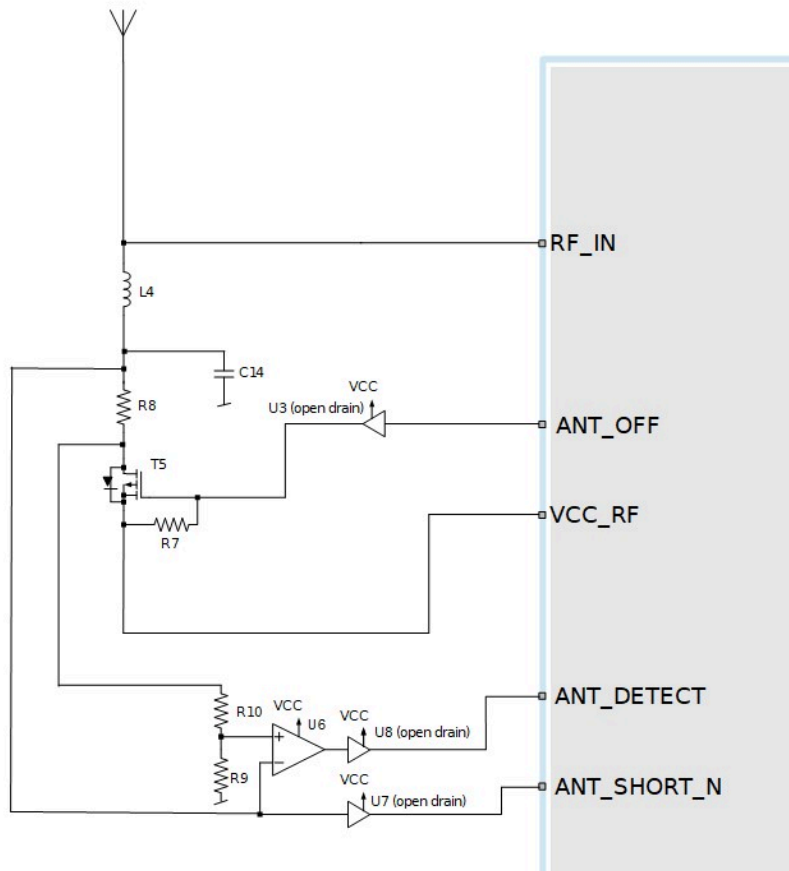 RF_IN
L4
C14
VCC
R8
U3 (open drain)
ANT_OFF
T5
VCC_RF
R7
ANT_DETECT
R10
VCC
U6
VCC
U8 (open drain)
+
−
R9
VCC
U7 (open drain)
ANT_SHORT_N